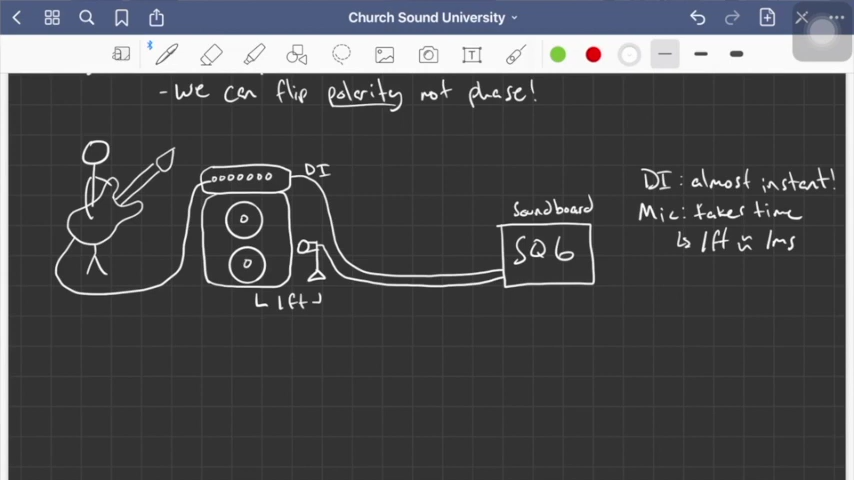 Church Sound University
- we can flip polarity not phase!
DI
Soundboard
SQ6
1ft
DI: almost instant!
Mic: takes time
↳ 1ft ≈ 1ms